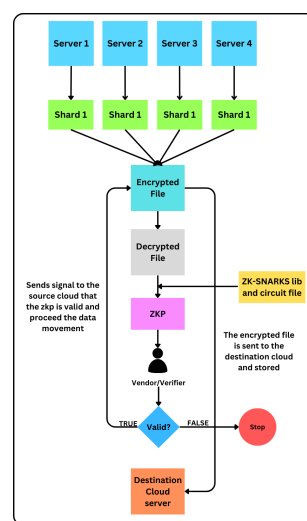 Server 1
Server 2
Server 3
Server 4
Shard 1
Shard 1
Shard 1
Shard 1
Encrypted
File
Decrypted
File
Sends signal to the
source cloud that
the zkp is valid and
proceed the data
movement
ZK-SNARKS lib
and circuit file
ZKP
The encrypted file
is sent to the
destination cloud
and stored
Vendor/Verifier
TRUE
Valid?
FALSE
Stop
Destination
Cloud
server